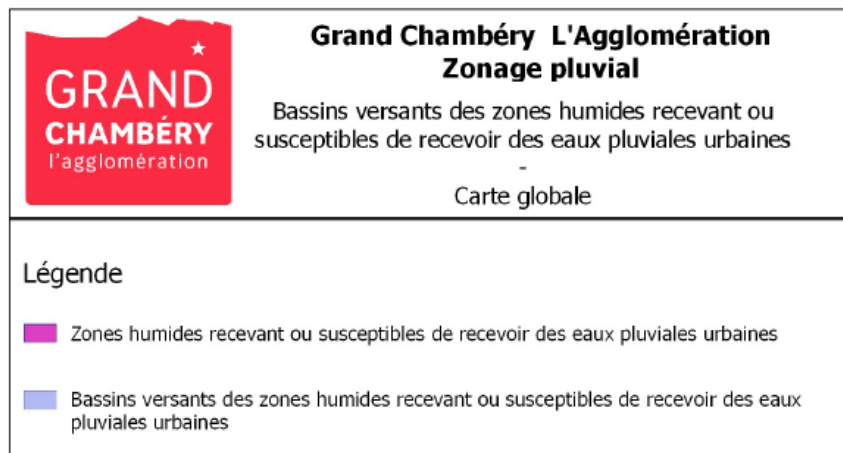 GRAND
CHAMBÉRY
l'agglomération
Grand Chambéry L'Agglomération
Zonage pluvial
Bassins versants des zones humides recevant ou
susceptibles de recevoir des eaux pluviales urbaines
-
Carte globale
Légende
Zones humides recevant ou susceptibles de recevoir des eaux pluviales urbaines
Bassins versants des zones humides recevant ou susceptibles de recevoir des eaux
pluviales urbaines